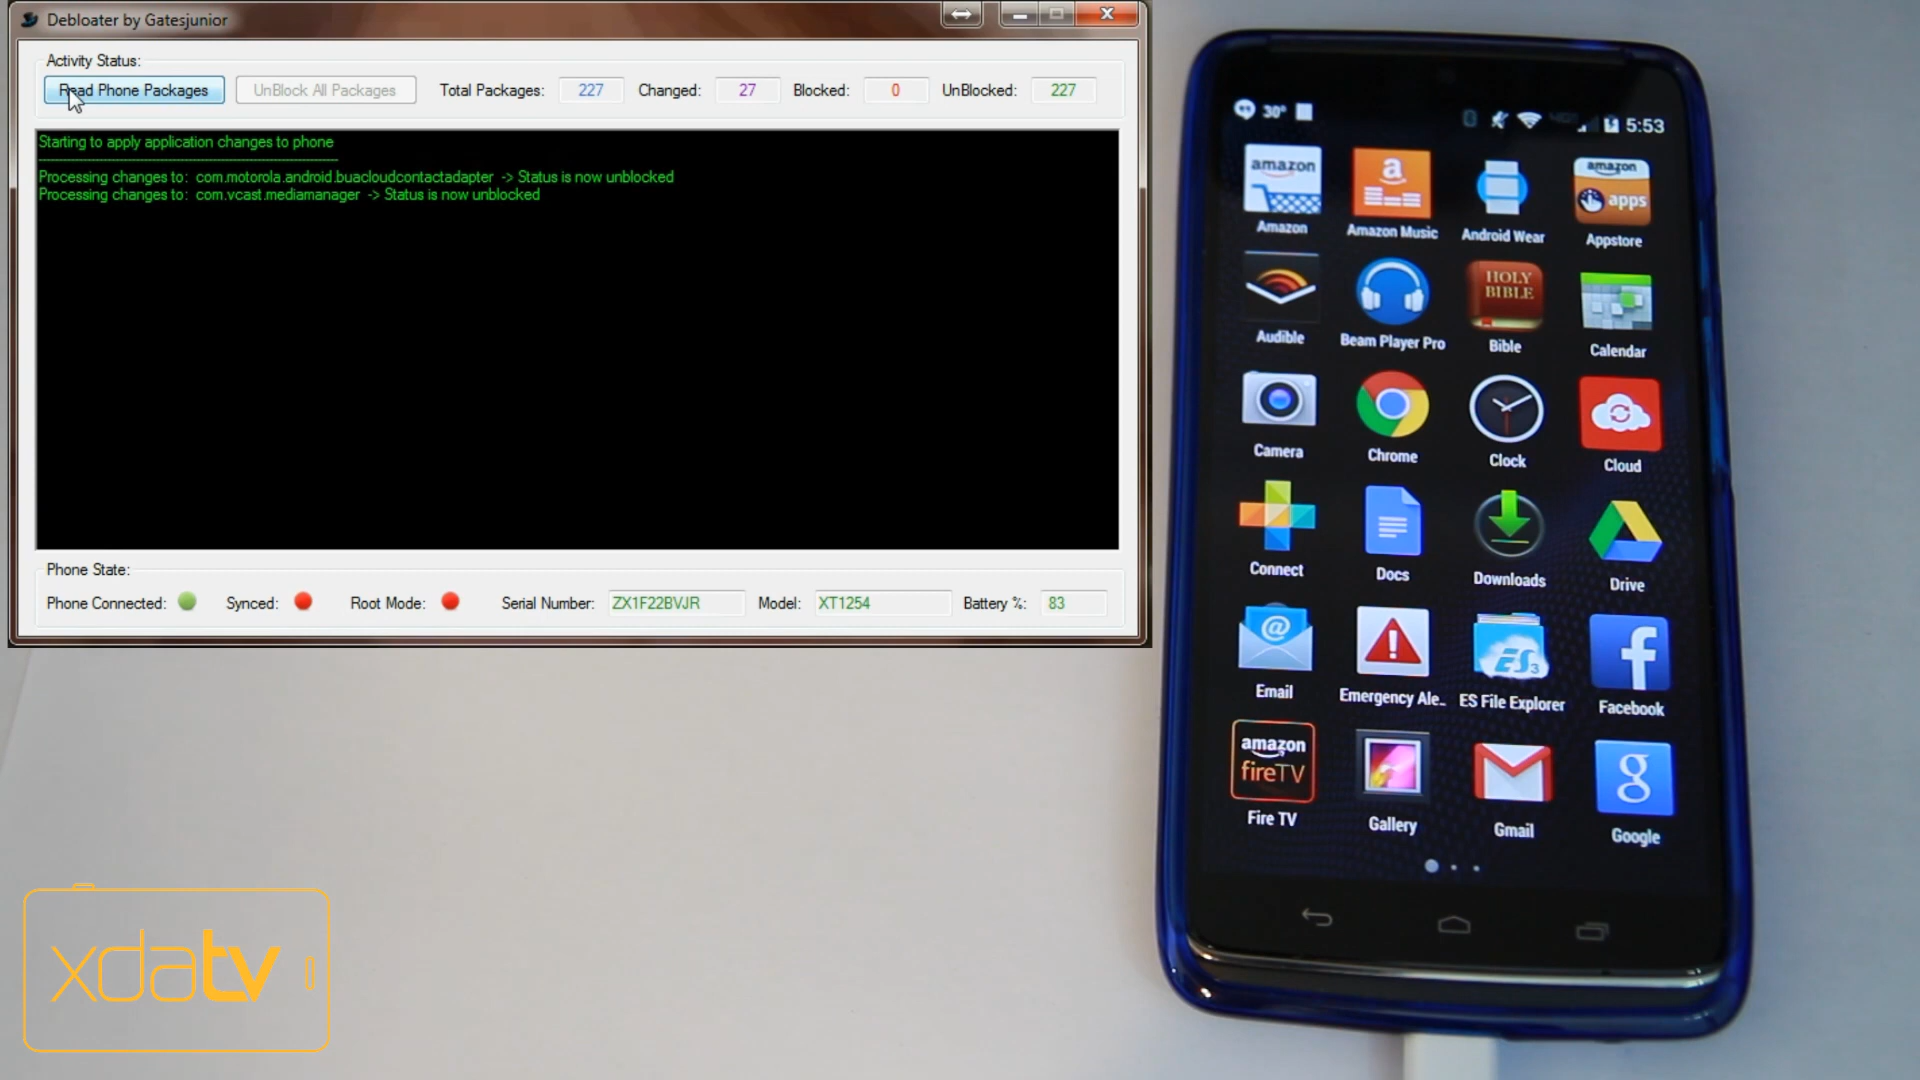 Debloater by Gatesjunior
Activity Status:
Read Phone Packages UnBlock All Packages Total Packages: 227 Changed: 27 Blocked: 0 UnBlocked: 227
Starting to apply application changes to phone
Processing changes to: com.motorola.android.buacloudcontactadapter -> Status is now unblocked
Processing changes to: com.vcast.mediamanager -> Status is now unblocked
Phone State:
Phone Connected: Synced: Root Mode: Serial Number: ZX1F22BVJR Model: XT1254 Battery %: 83
30° 5:53
amazon a amazon apps
Amazon Amazon Music Android Wear Appstore
HOLY BIBLE
Audible Beam Player Pro Bible Calendar
Camera Chrome Clock Cloud
Connect Docs Downloads Drive
@ ES 3 f
Email Emergency Ale.. ES File Explorer Facebook
amazon fireTV g
Fire TV Gallery Gmail Google
xdatv